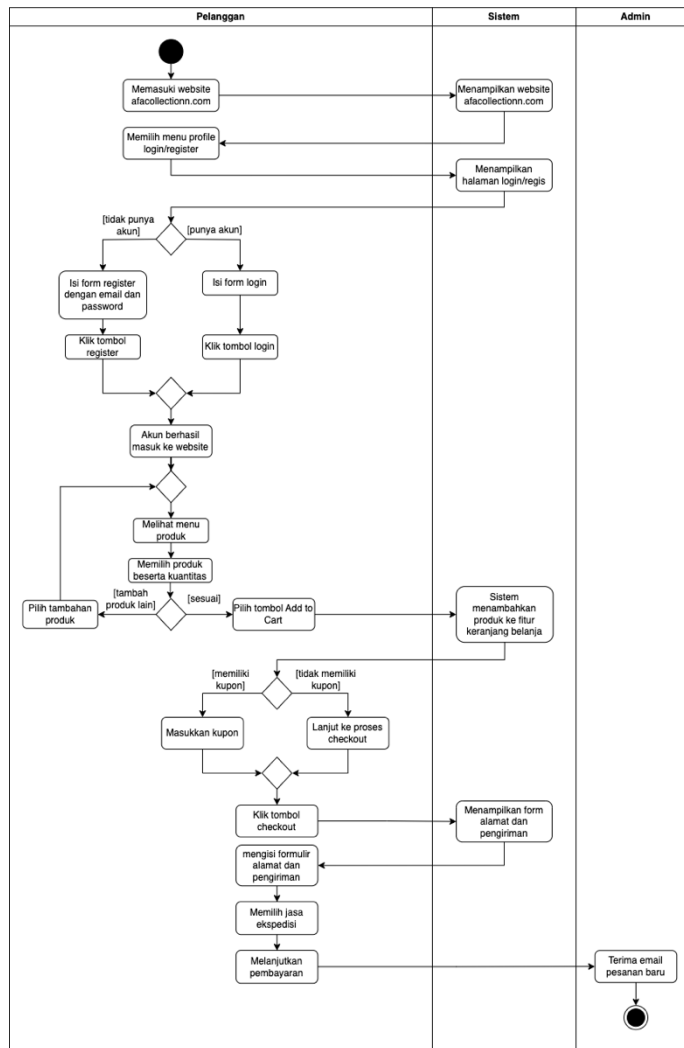 Pelanggan
Sistem
Admin
Memasuki website
afacollectionn.com
Menampilkan website
afacollectionn.com
Memilih menu profile
login/register
Menampilkan
halaman login/regis
[tidak punya
akun]
[punya akun]
Isi form register
dengan email dan
password
Isi form login
Klik tombol
register
Klik tombol login
Akun berhasil
masuk ke website
Melihat menu
produk
Memilih produk
beserta kuantitas
[tambah
produk lain]
[sesuai]
Pilih tambahan
produk
Pilih tombol Add to
Cart
Sistem
menambahkan
produk ke fitur
keranjang belanja
[memiliki
kupon]
[tidak memiliki
kupon]
Masukkan kupon
Lanjut ke proses
checkout
Klik tombol
checkout
Menampilkan form
alamat dan
pengiriman
mengisi formulir
alamat dan
pengiriman
Memilih jasa
ekspedisi
Melanjutkan
pembayaran
Terima email
pesanan baru